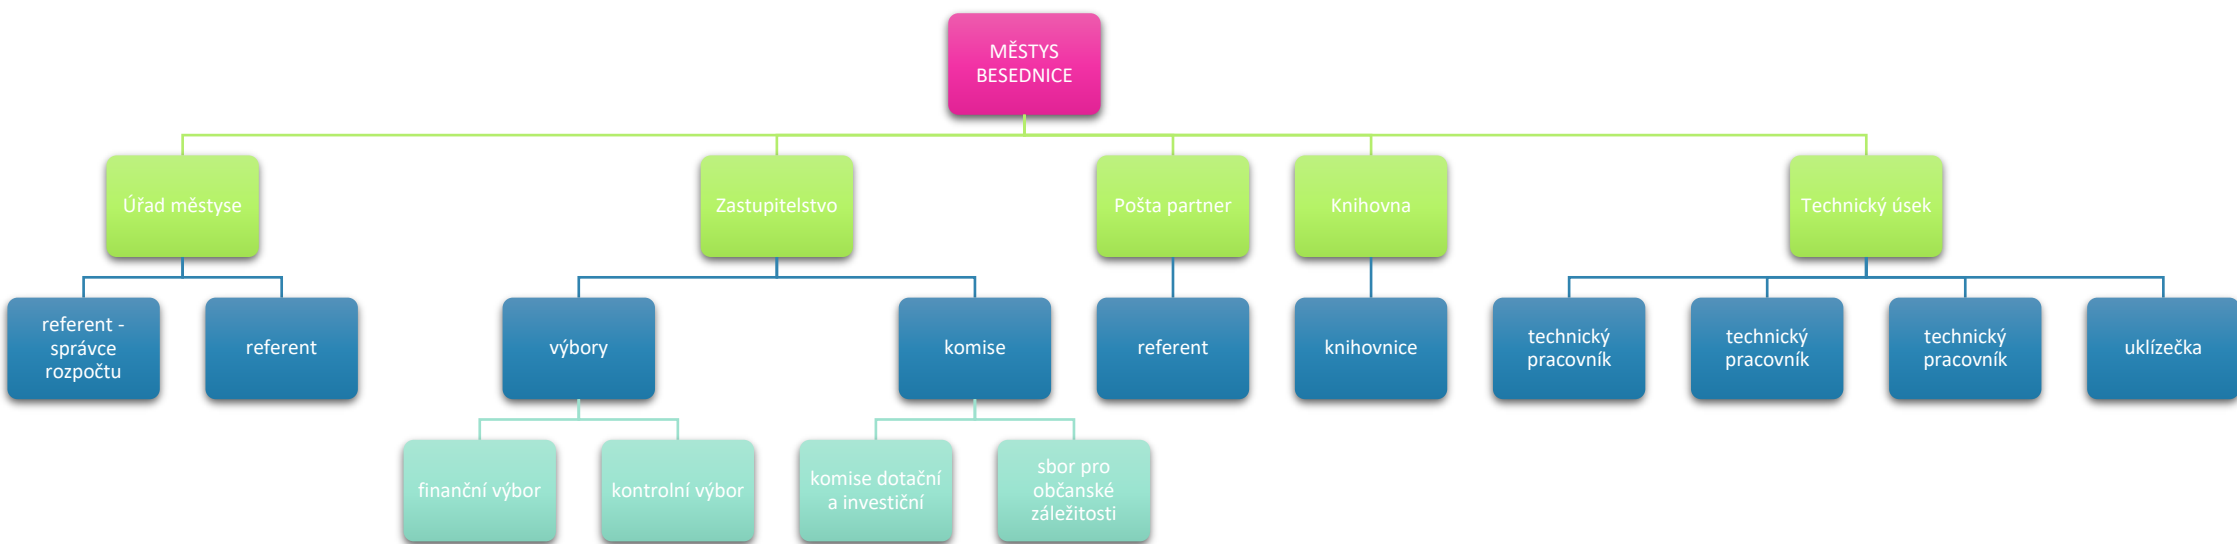 MĚSTYS
BESEDNICE
Úřad městyse
Zastupitelstvo
Pošta partner
Knihovna
Technický úsek
referent -
správce
rozpočtu
referent
výbory
komise
referent
knihovnice
technický
pracovník
technický
pracovník
technický
pracovník
uklízečka
finanční výbor
kontrolní výbor
komise dotační
a investiční
sbor pro
občanské
záležitosti